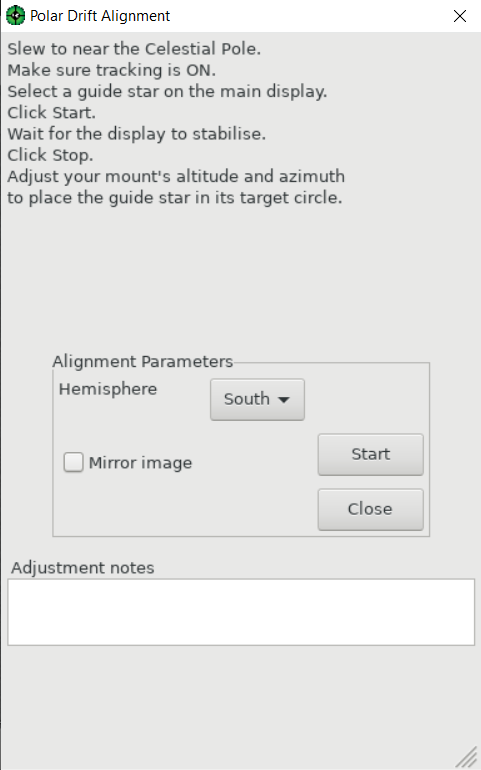 Polar Drift Alignment
Slew to near the Celestial Pole.
Make sure tracking is ON.
Select a guide star on the main display.
Click Start.
Wait for the display to stabilise.
Click Stop.
Adjust your mount's altitude and azimuth
to place the guide star in its target circle.
Alignment Parameters
Hemisphere
South
Mirror image
Start
Close
Adjustment notes